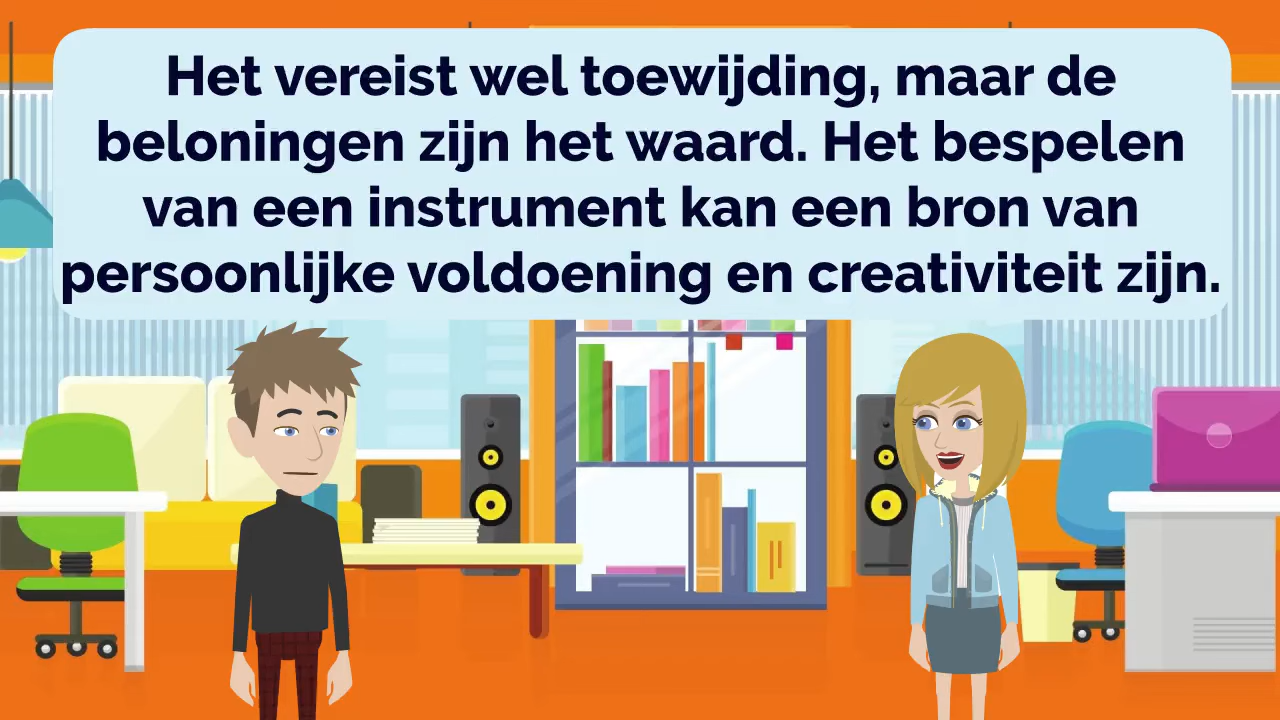 Het vereist wel toewijding, maar de
beloningen zijn het waard. Het bespelen
van een instrument kan een bron van
persoonlijke voldoening en creativiteit zijn.